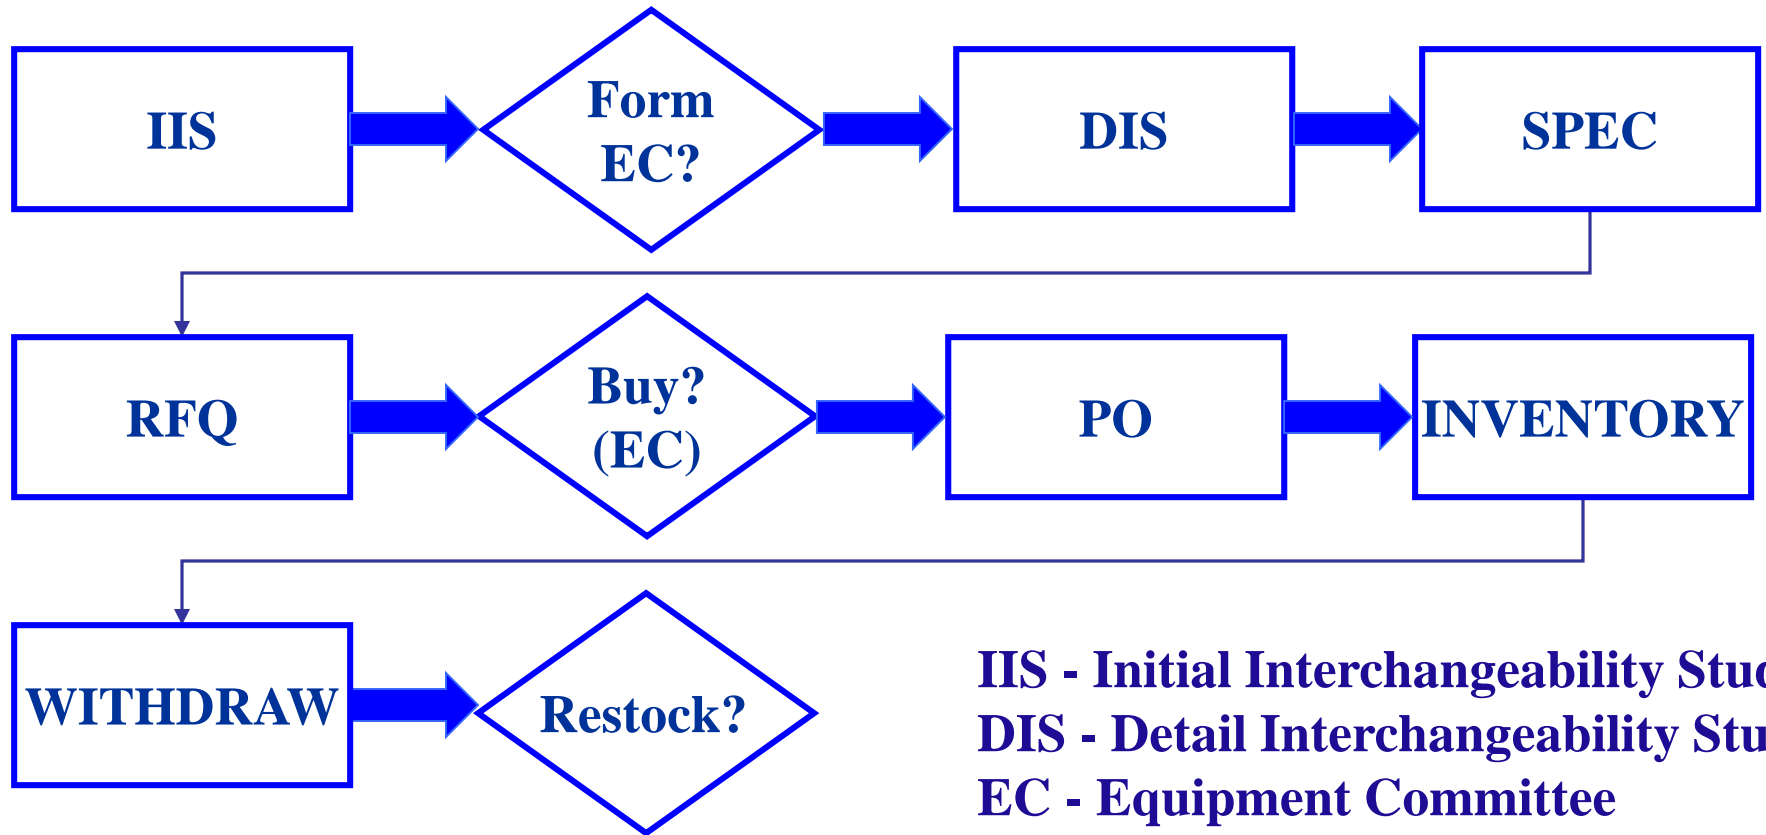 IIS
Form
EC?
DIS
SPEC
RFQ
Buy?
(EC)
PO
INVENTORY
WITHDRAW
Restock?
IIS - Initial Interchangeability
DIS - Detail Interchangeability
EC - Equipment Committee